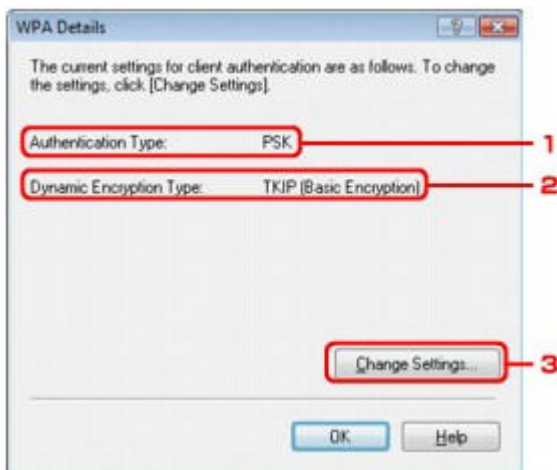 WPA Details
The current settings for client authentication are as follows. To change
the settings, click [Change Settings].
Authentication Type: PSK
1
Dynamic Encryption Type: TKIP (Basic Encryption)
2
Change Settings...
3
OK Help